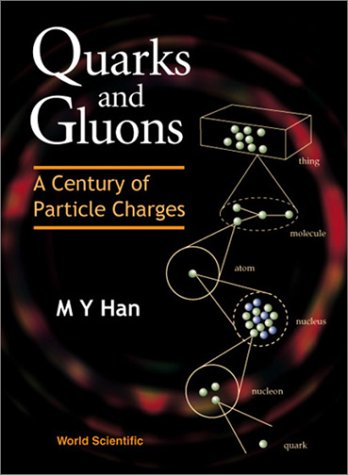 Quarks
and
Gluons
A Century of
Particle Charges
M Y Han
thing
molecule
atom
nucleus
nucleon
quark
World Scientific